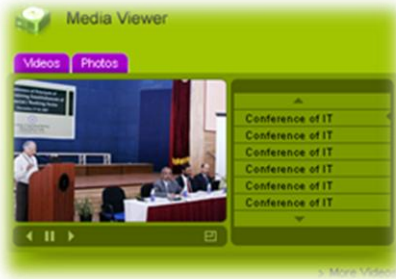 Media Viewer
Videos
Photos
Conference of IT
Conference of IT
Conference of IT
Conference of IT
Conference of IT
Conference of IT
> More Videos